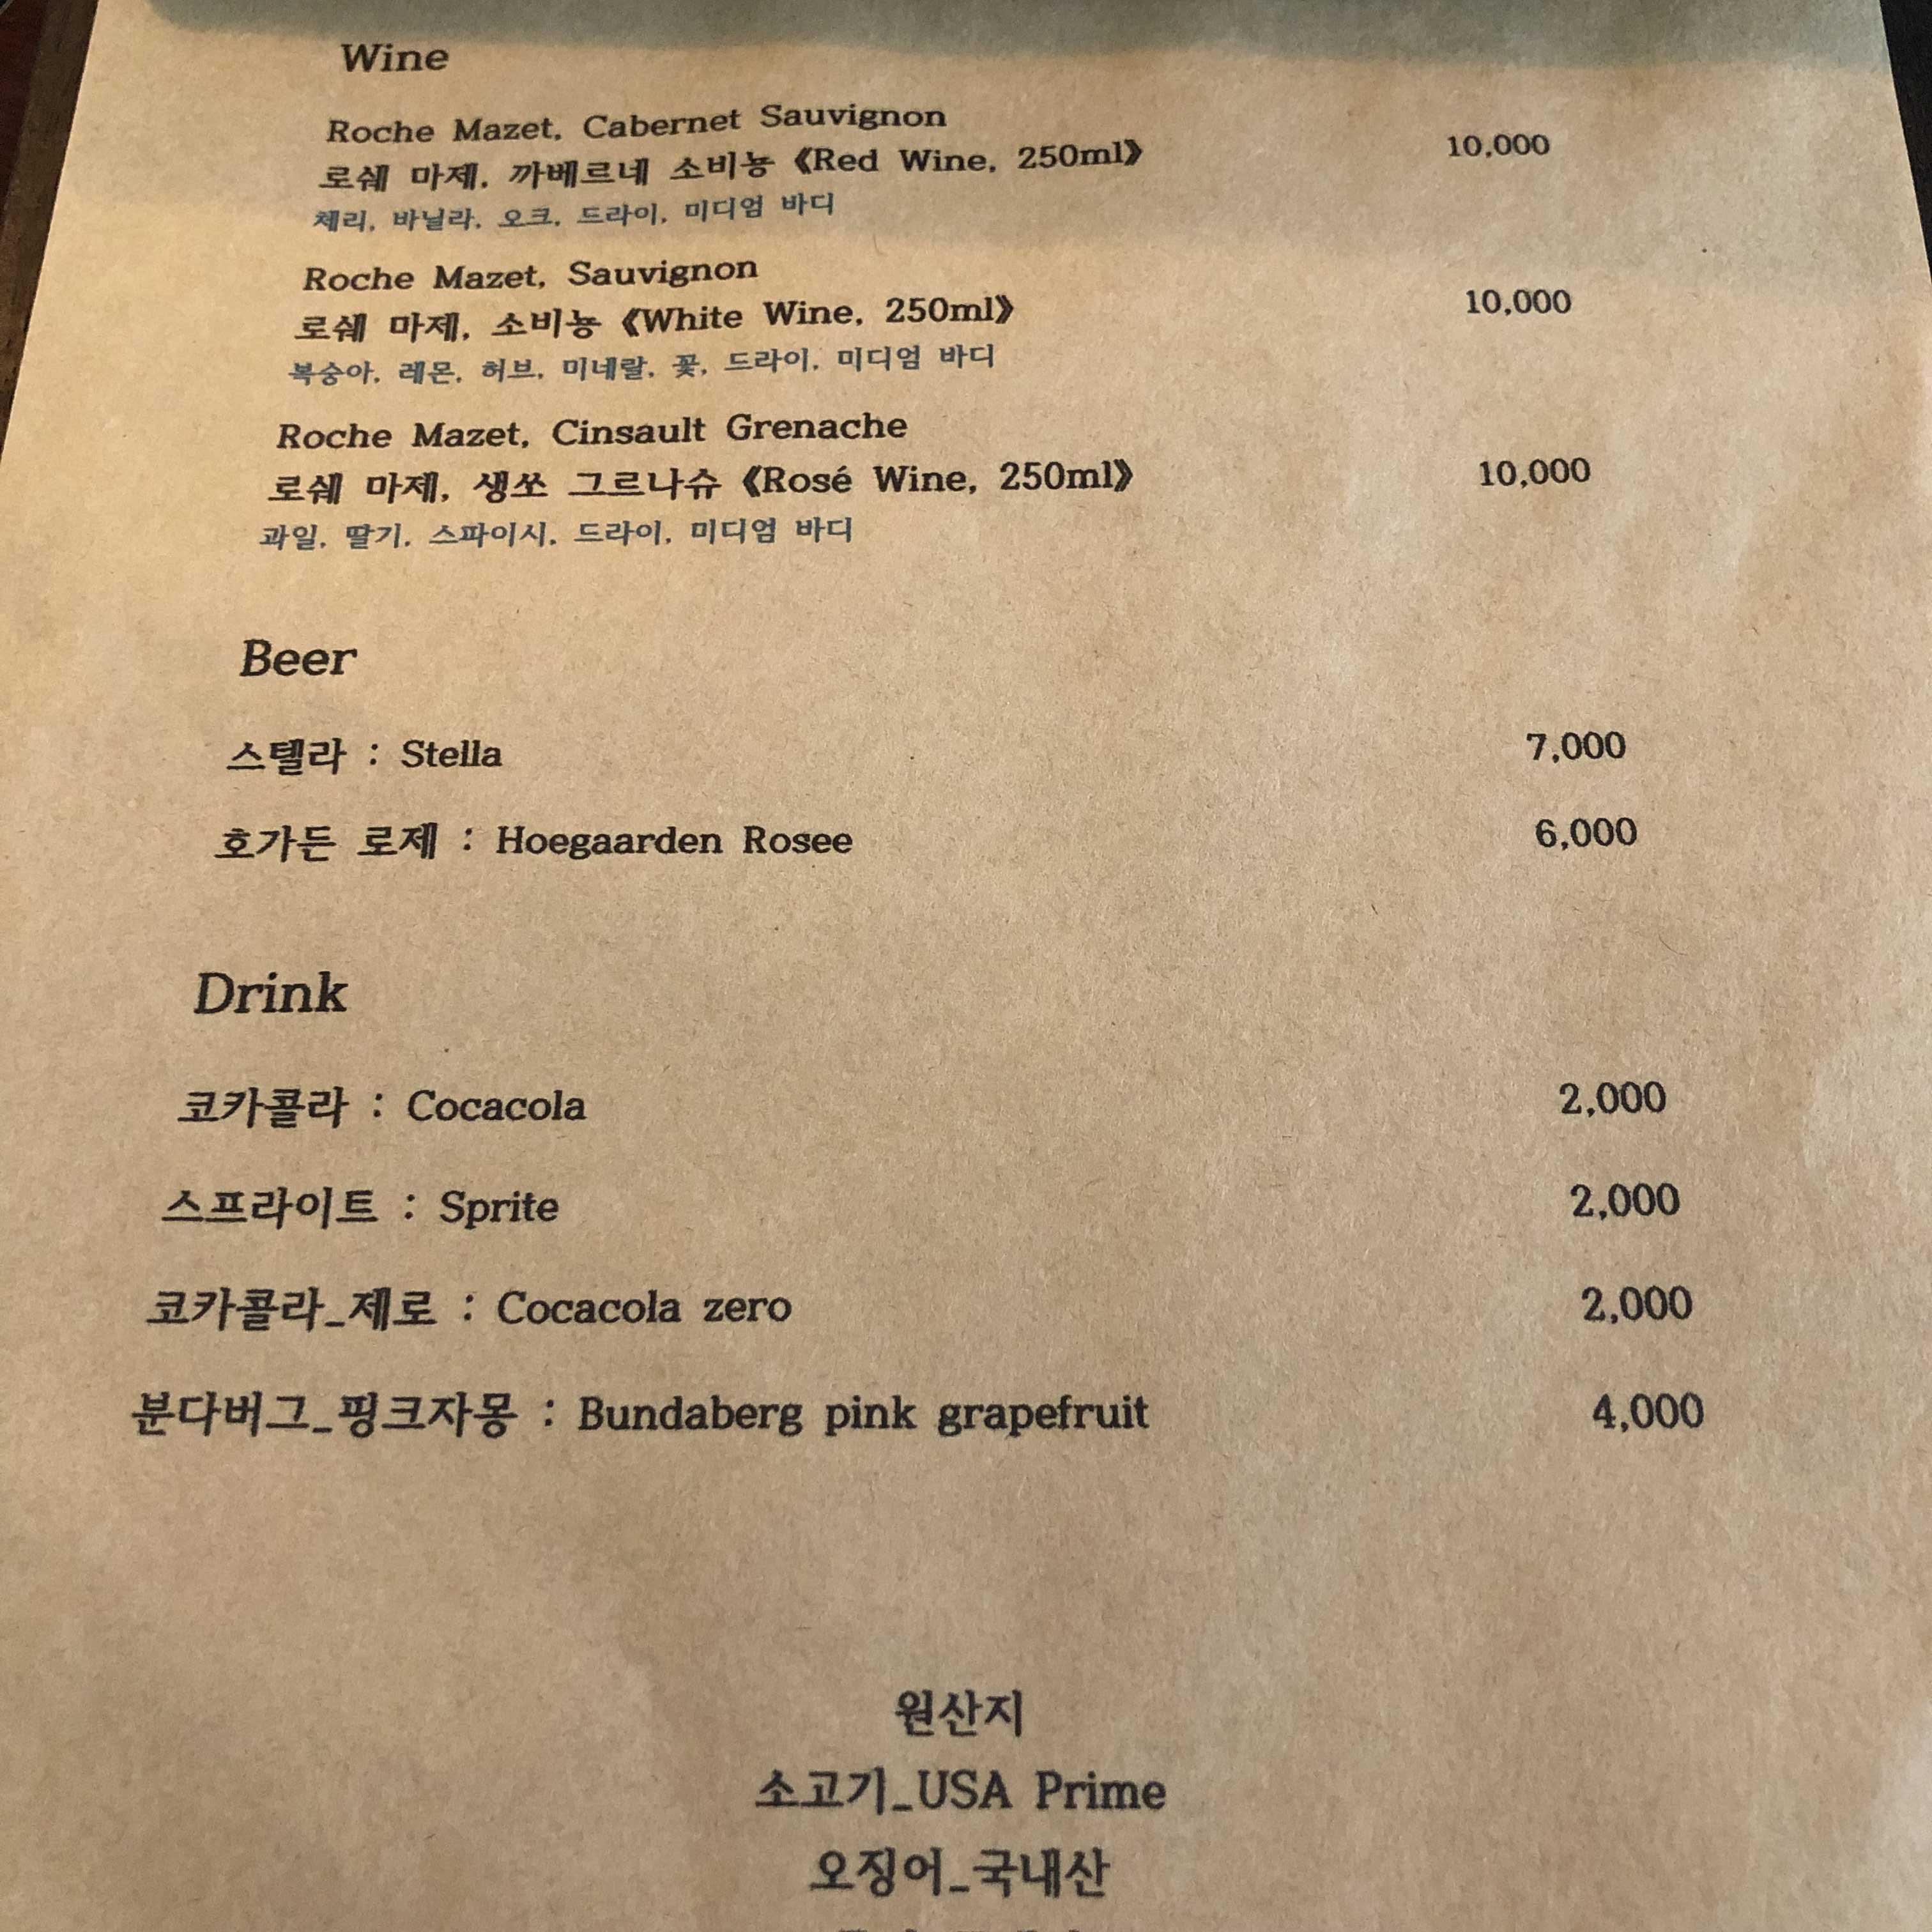 Wine
Roche Mazet, Cabernet Sauvignon
로쉐 마제, 까베르네 소비뇽 《Red Wine, 250ml》 10,000
체리, 바닐라, 오크, 드라이, 미디엄 바디
Roche Mazet, Sauvignon
로쉐 마제, 소비뇽 《White Wine, 250ml》 10,000
복숭아, 레몬, 허브, 미네랄, 꽃, 드라이, 미디엄 바디
Roche Mazet, Cinsault Grenache
로쉐 마제, 생쏘 그르나슈 《Rosé Wine, 250ml》 10,000
과일, 딸기, 스파이시, 드라이, 미디엄 바디
Beer
스텔라 : Stella 7,000
호가든 로제 : Hoegaarden Rosee 6,000
Drink
코카콜라 : Cocacola 2,000
스프라이트 : Sprite 2,000
코카콜라_제로 : Cocacola zero 2,000
분다버그_핑크자몽 : Bundaberg pink grapefruit 4,000
원산지
소고기_USA Prime
오징어_국내산